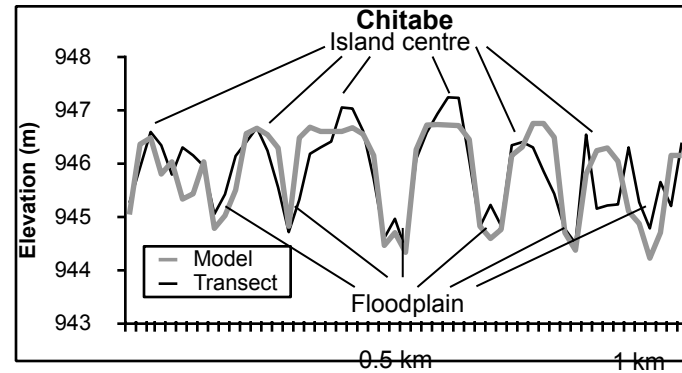 Chitabe
Island centre
948
947
946
945
944
943
Elevation (m)
Model
Transect
Floodplain
0.5 km
1 km